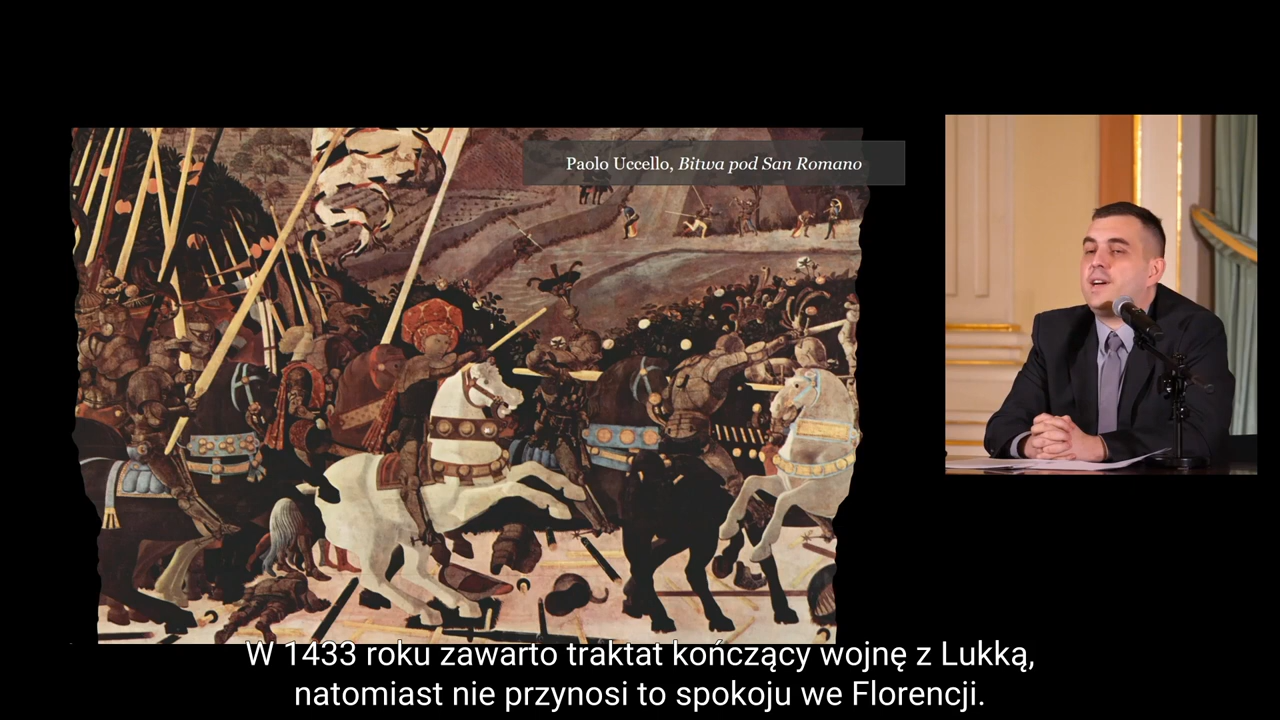 Paolo Uccello, Bitwa pod San Romano
W 1433 roku zawarto traktat kończący wojnę z Lukką,
natomiast nie przynosi to spokoju we Florencji.